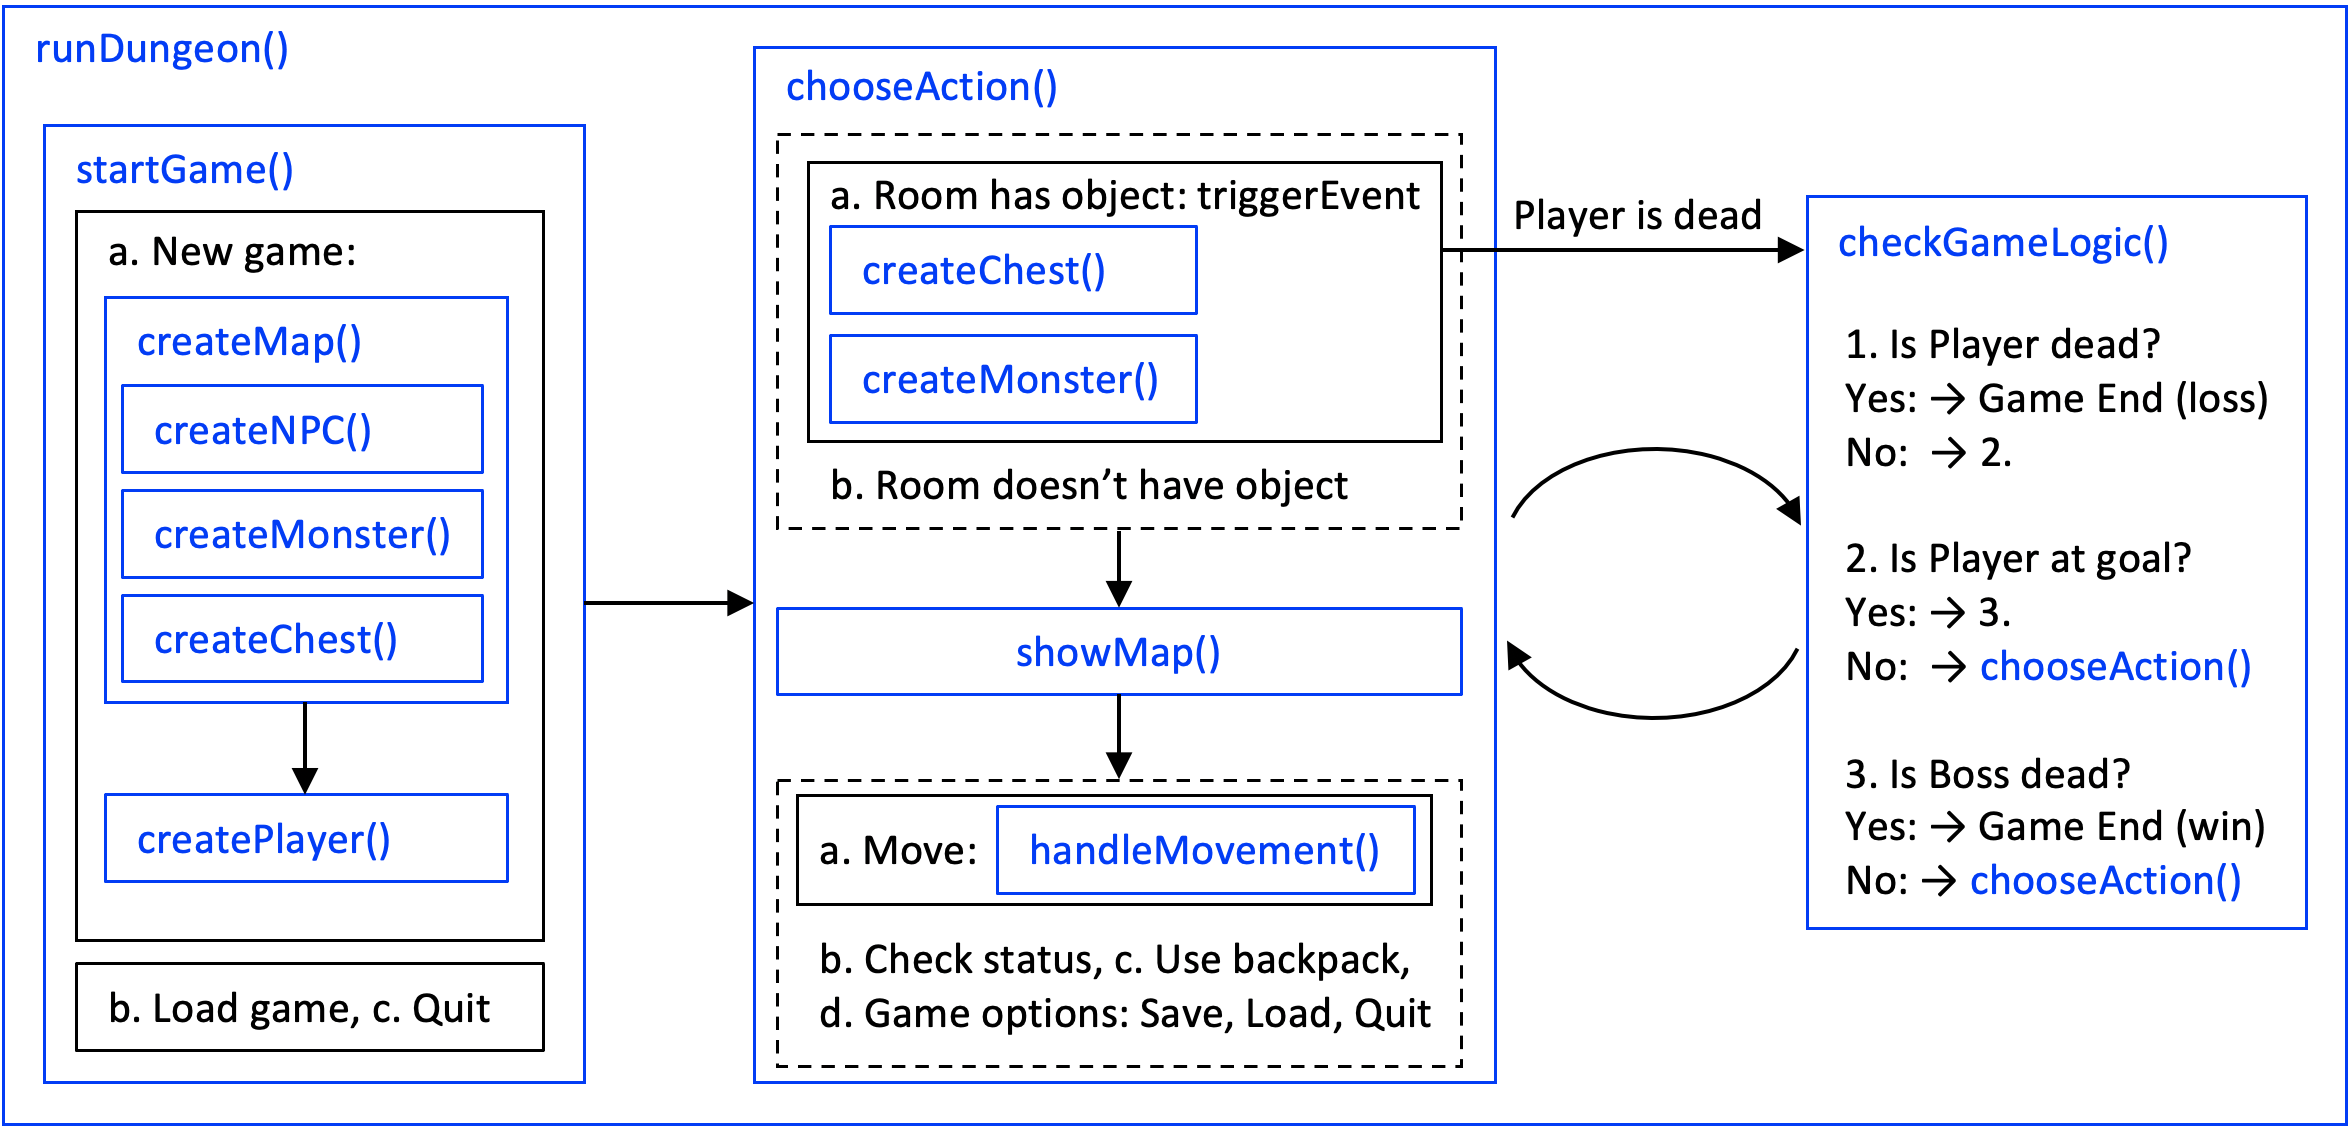 runDungeon()
startGame()
a. New game:
createMap()
createNPC()
createMonster()
createChest()
createPlayer()
b. Load game, c. Quit
chooseAction()
a. Room has object: triggerEvent
createChest()
createMonster()
b. Room doesn’t have object
showMap()
a. Move:
handleMovement()
b. Check status, c. Use backpack,
d. Game options: Save, Load, Quit
Player is dead
checkGameLogic()
1. Is Player dead?
Yes: → Game End (loss)
No: → 2.
2. Is Player at goal?
Yes: → 3.
No: → chooseAction()
3. Is Boss dead?
Yes: → Game End (win)
No: → chooseAction()